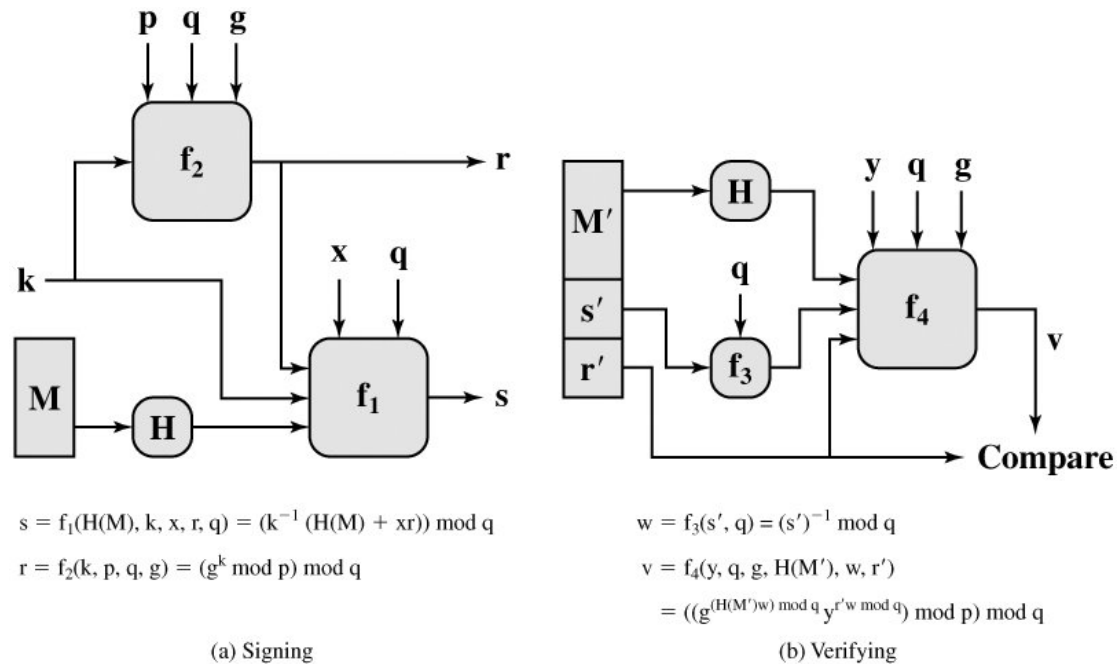 p q g
f₂
r
k
x q
M
H
f₁
s
s = f₁(H(M), k, x, r, q) = (k⁻¹ (H(M) + xr)) mod q
r = f₂(k, p, q, g) = (gᵏ mod p) mod q
(a) Signing
y q g
M′
H
q
s′
f₄
r′
f₃
v
Compare
w = f₃(s′, q) = (s′)⁻¹ mod q
v = f₄(y, q, g, H(M′), w, r′)
= ((g^(H(M′)w) mod q y^r′w mod q) mod p) mod q
(b) Verifying